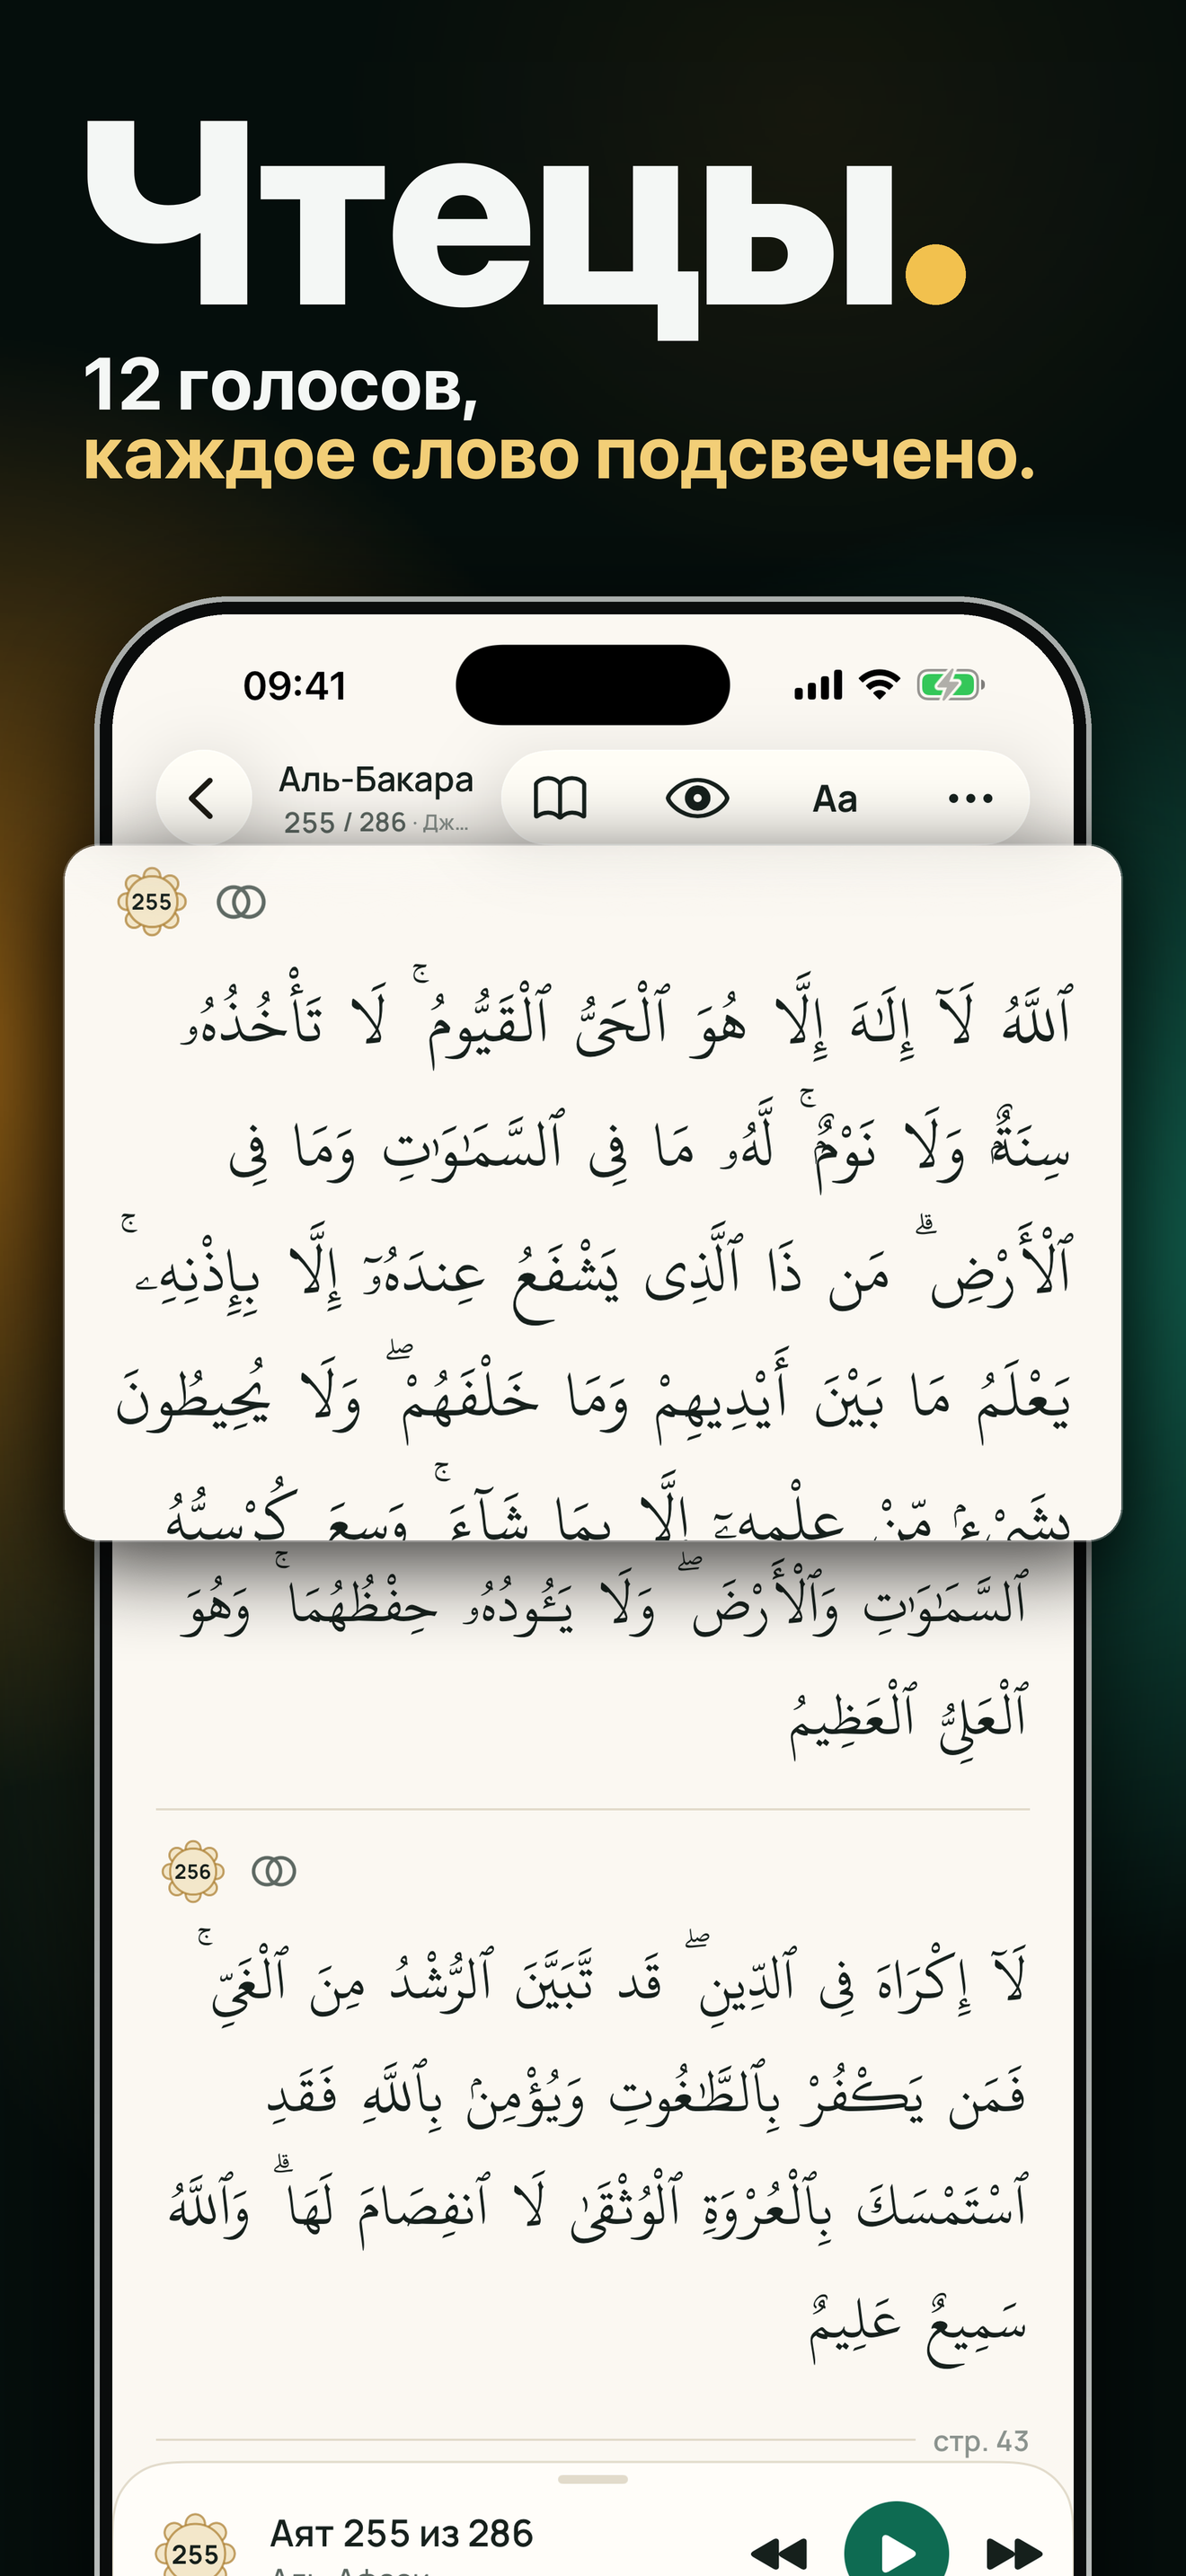 Чтецы.
12 голосов,
каждое слово подсвечено.
09:41
Аль-Бакара
255 / 286 · Дж...
Aa
255
ٱللَّهُ لَآ إِلَـٰهَ إِلَّا هُوَ ٱلْحَىُّ ٱلْقَيُّومُ ۚ لَا تَأْخُذُهُۥ
سِنَةٌۭ وَلَا نَوْمٌۭ ۚ لَّهُۥ مَا فِى ٱلسَّمَـٰوَٰتِ وَمَا فِى
ٱلْأَرْضِ ۗ مَن ذَا ٱلَّذِى يَشْفَعُ عِندَهُۥٓ إِلَّا بِإِذْنِهِۦ ۚ
يَعْلَمُ مَا بَيْنَ أَيْدِيهِمْ وَمَا خَلْفَهُمْ ۖ وَلَا يُحِيطُونَ
بِشَىْءٍۢ مِّنْ عِلْمِهِۦٓ إِلَّا بِمَا شَآءَ ۚ وَسِعَ كُرْسِيُّهُ
ٱلسَّمَـٰوَٰتِ وَٱلْأَرْضَ ۖ وَلَا يَـُٔودُهُۥ حِفْظُهُمَا ۚ وَهُوَ
ٱلْعَلِىُّ ٱلْعَظِيمُ
256
لَآ إِكْرَاهَ فِى ٱلدِّينِ ۖ قَد تَّبَيَّنَ ٱلرُّشْدُ مِنَ ٱلْغَىِّ ۚ
فَمَن يَكْفُرْ بِٱلطَّـٰغُوتِ وَيُؤْمِنۢ بِٱللَّهِ فَقَدِ
ٱسْتَمْسَكَ بِٱلْعُرْوَةِ ٱلْوُثْقَىٰ لَا ٱنفِصَامَ لَهَا ۗ وَٱللَّهُ
سَمِيعٌ عَلِيمٌ
стр. 43
255
Аят 255 из 286